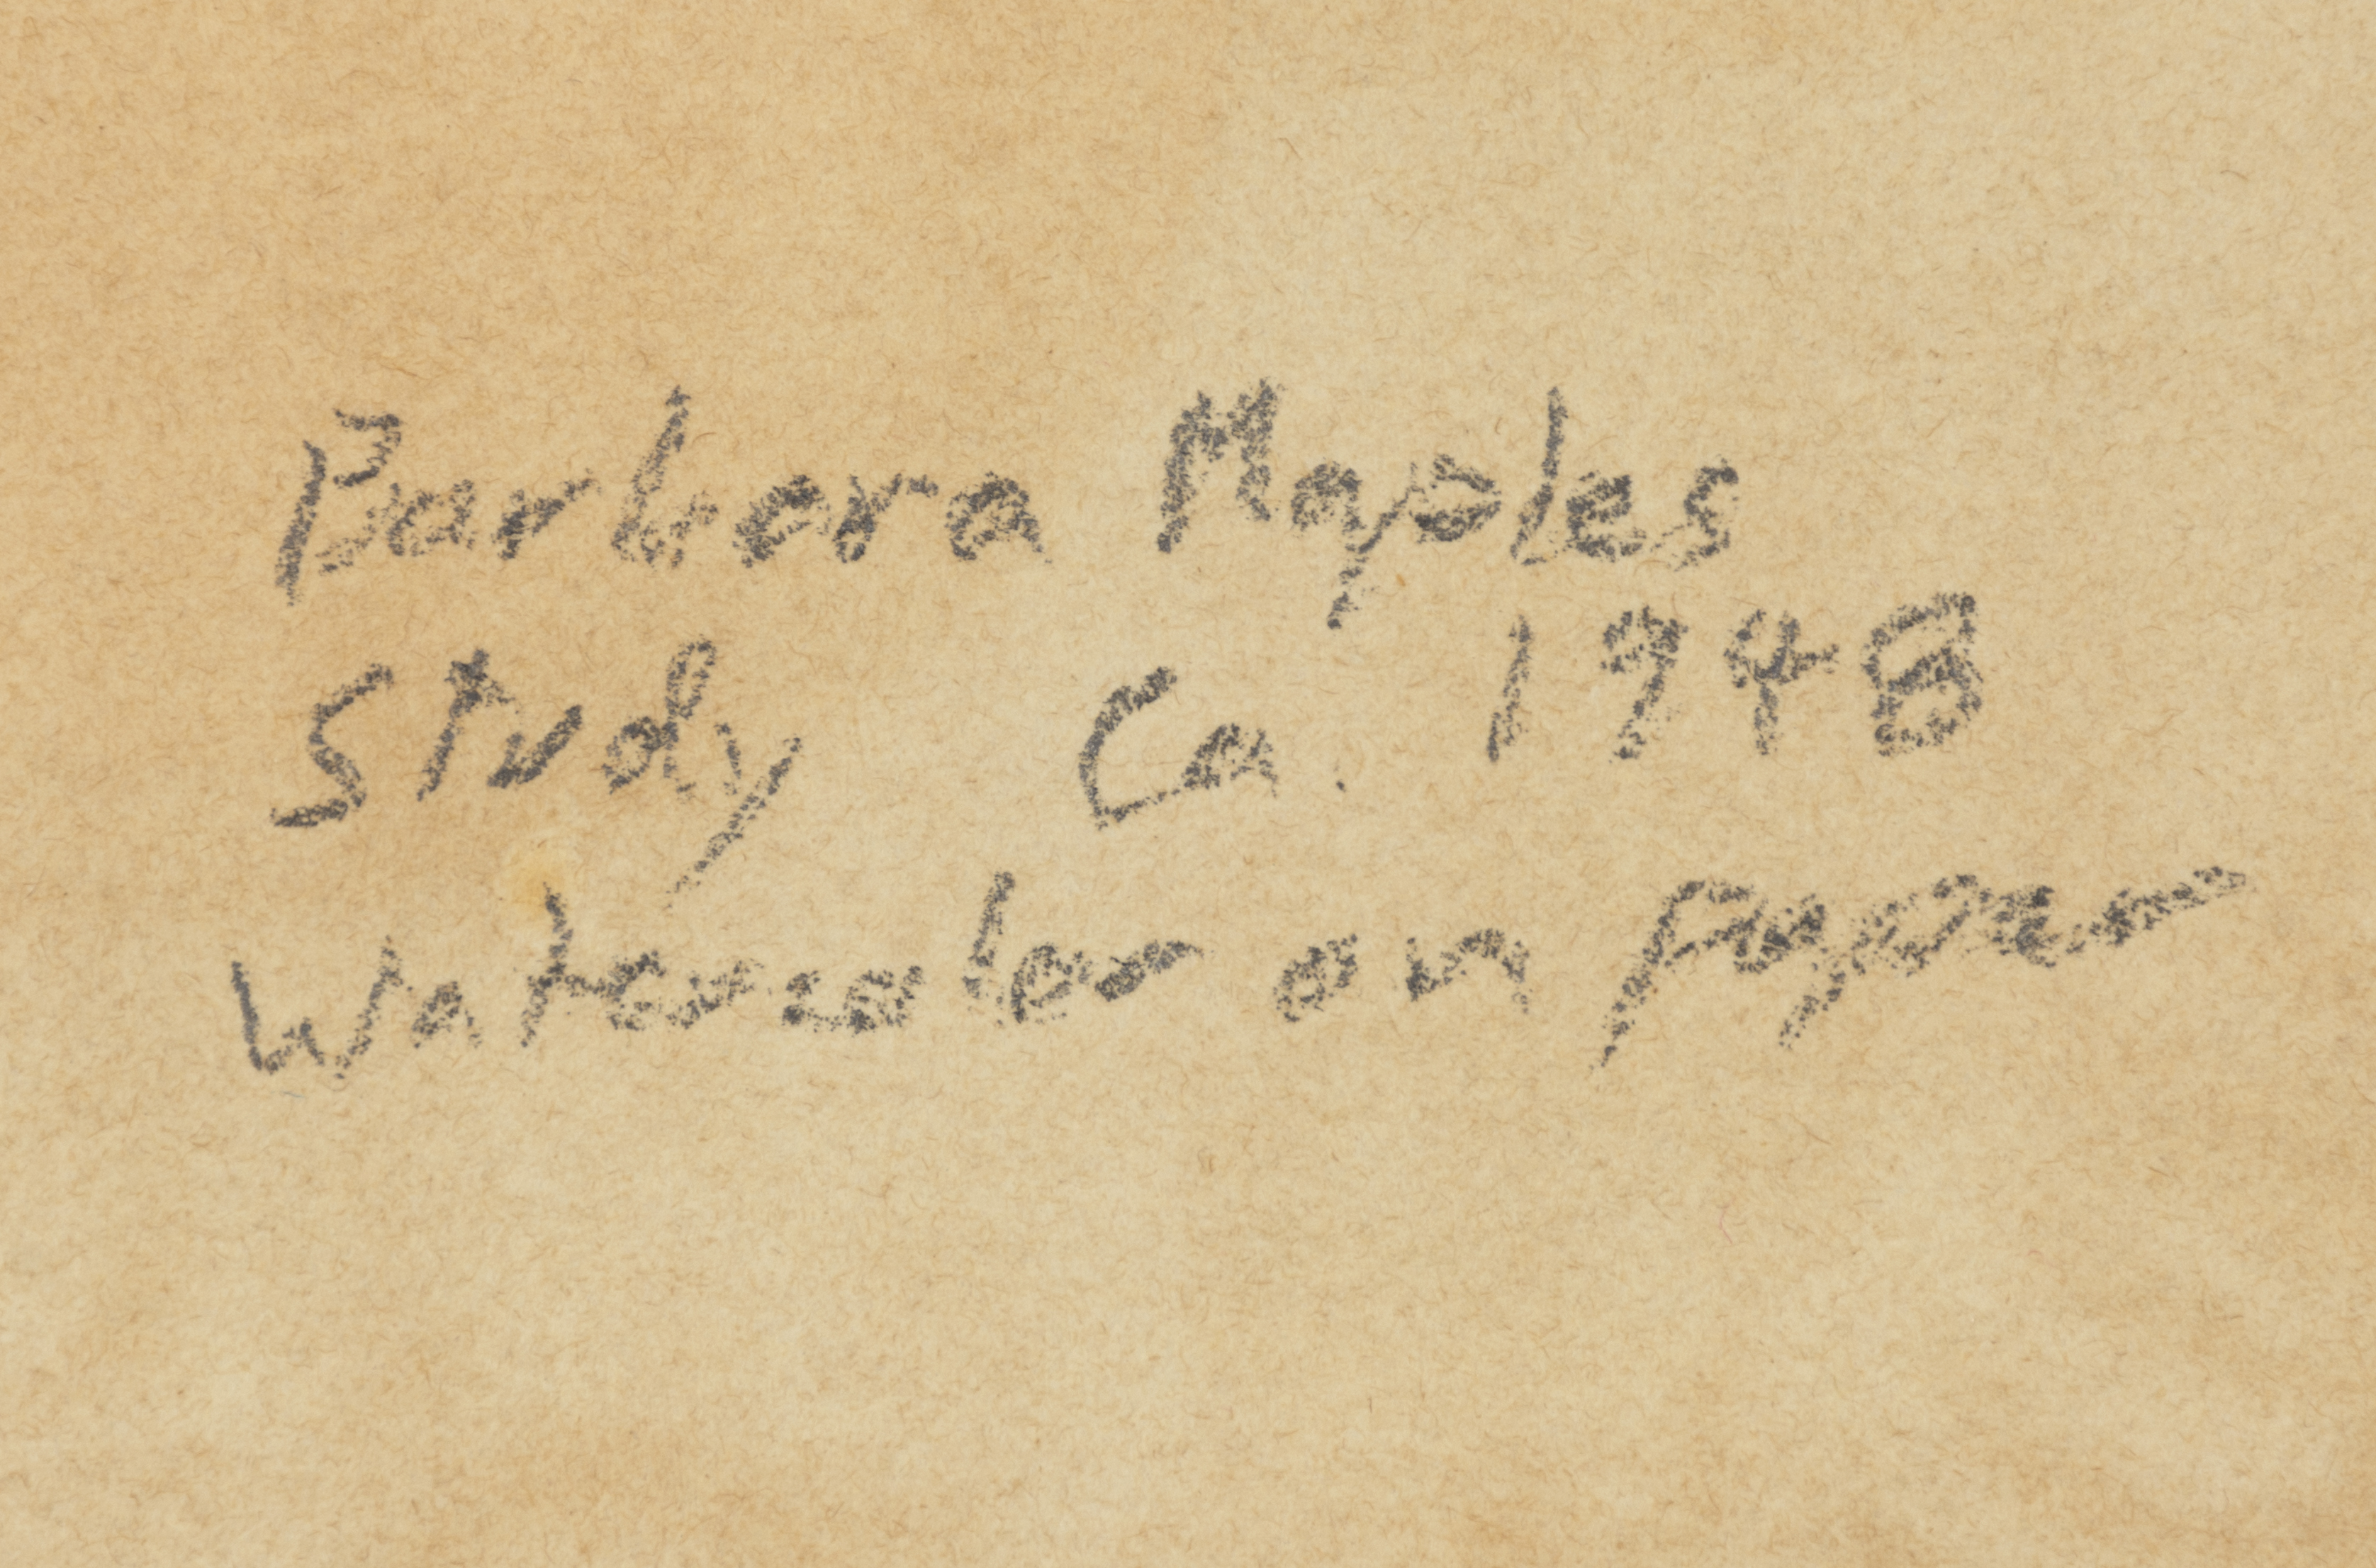 Barbara Maples
Study Ca. 1948
Watercolor on paper